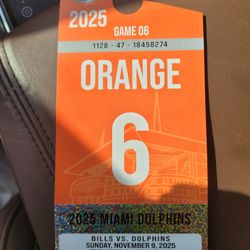 2025
GAME 06
1128 - 47 - 18458274
ORANGE
6
2025 MIAMI DOLPHINS
BILLS VS. DOLPHINS
SUNDAY, NOVEMBER 9, 2025